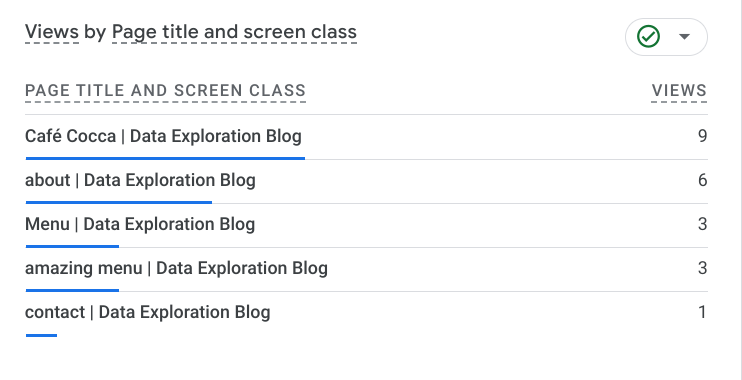 Views by Page title and screen class
PAGE TITLE AND SCREEN CLASS VIEWS
Café Cocca | Data Exploration Blog 9
about | Data Exploration Blog 6
Menu | Data Exploration Blog 3
amazing menu | Data Exploration Blog 3
contact | Data Exploration Blog 1